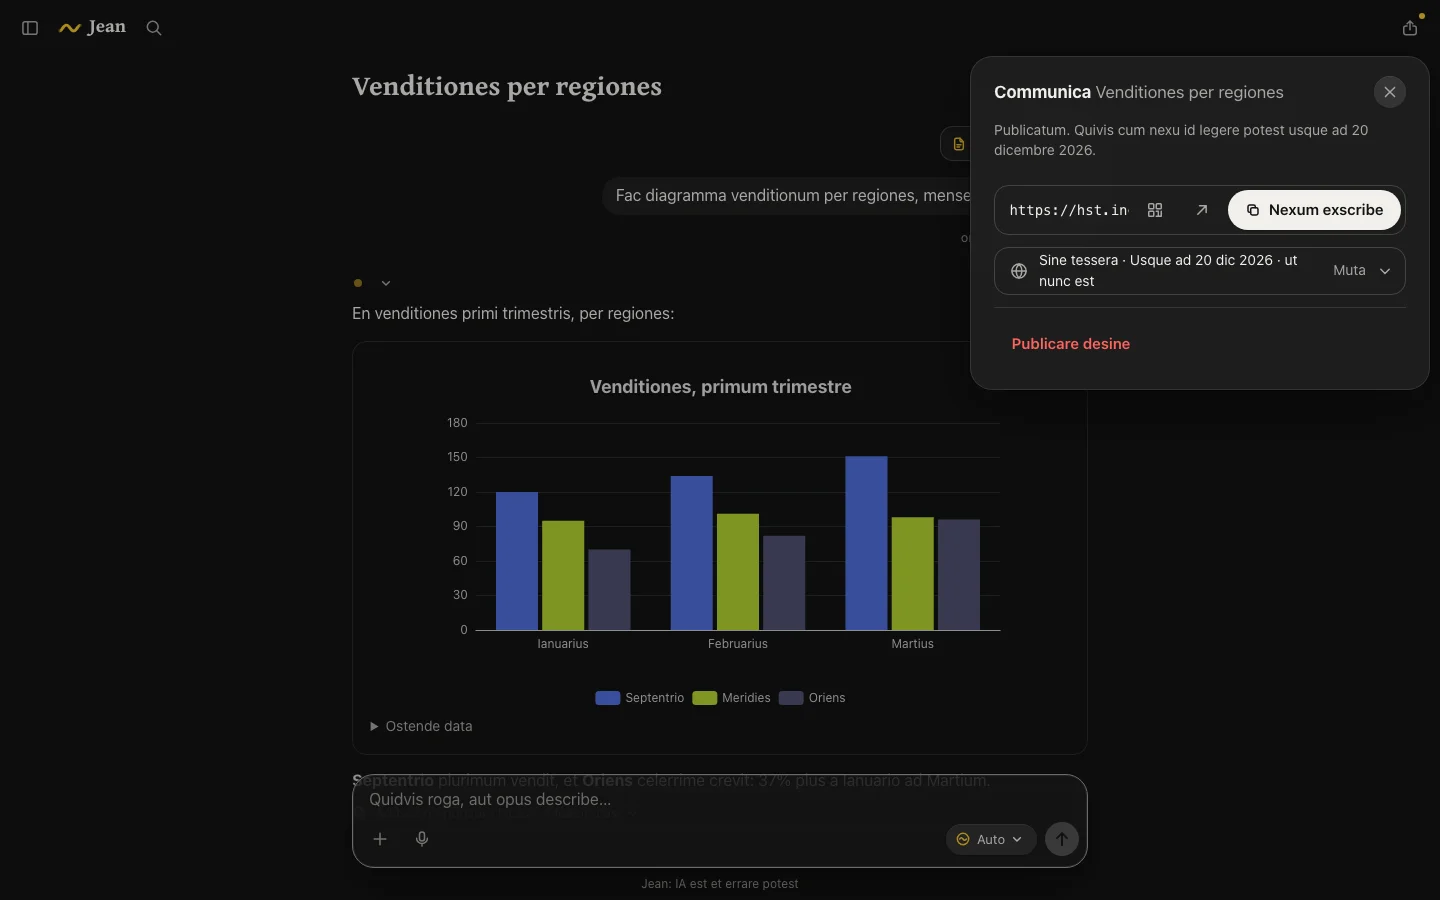 Jean
Venditiones per regiones
Communica Venditiones per regiones
Publicatum. Quivis cum nexu id legere potest usque ad 20
dicembre 2026.
https://hst.in
Nexum exscribe
Sine tessera · Usque ad 20 dic 2026 · ut
nunc est
Muta
Publicare desine
Fac diagramma venditionum per regiones, mense
En venditiones primi trimestris, per regiones:
Venditiones, primum trimestre
180
150
120
90
60
30
0
Ianuarius Februarius Martius
Septentrio Meridies Oriens
Ostende data
Septentrio plurimum vendit, et Oriens celerrime crevit: 37% plus a Ianuario ad Martium.
Quidvis roga, aut opus describe...
Auto
Jean: IA est et errare potest